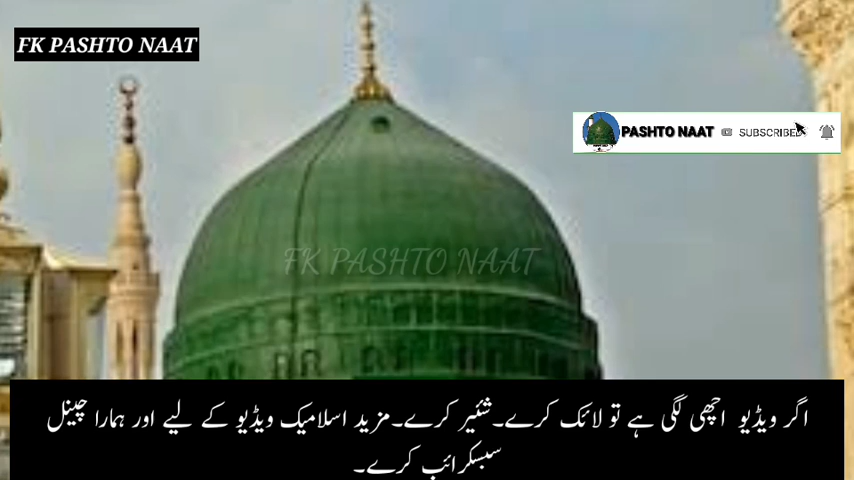 FK PASHTO NAAT
PASHTO NAAT SUBSCRIBED
FK PASHTO NAAT
اگر ویڈیو اچھی لگی ہے تو لائک کرے۔شئیر کرے۔مزید اسلامیک ویڈیو کے لیے اور ہمارا چینل
سبسکرائب کرے۔